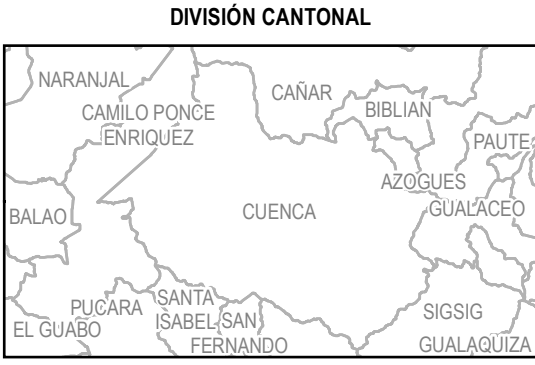 DIVISIÓN CANTONAL
NARANJAL
CAÑAR
CAMILO PONCE
ENRIQUEZ
BIBLIAN
PAUTE
AZOGUES
BALAO
CUENCA
GUALACEO
PUCARA
SANTA
ISABEL
SAN
FERNANDO
SIGSIG
EL GUABO
GUALAQUIZA